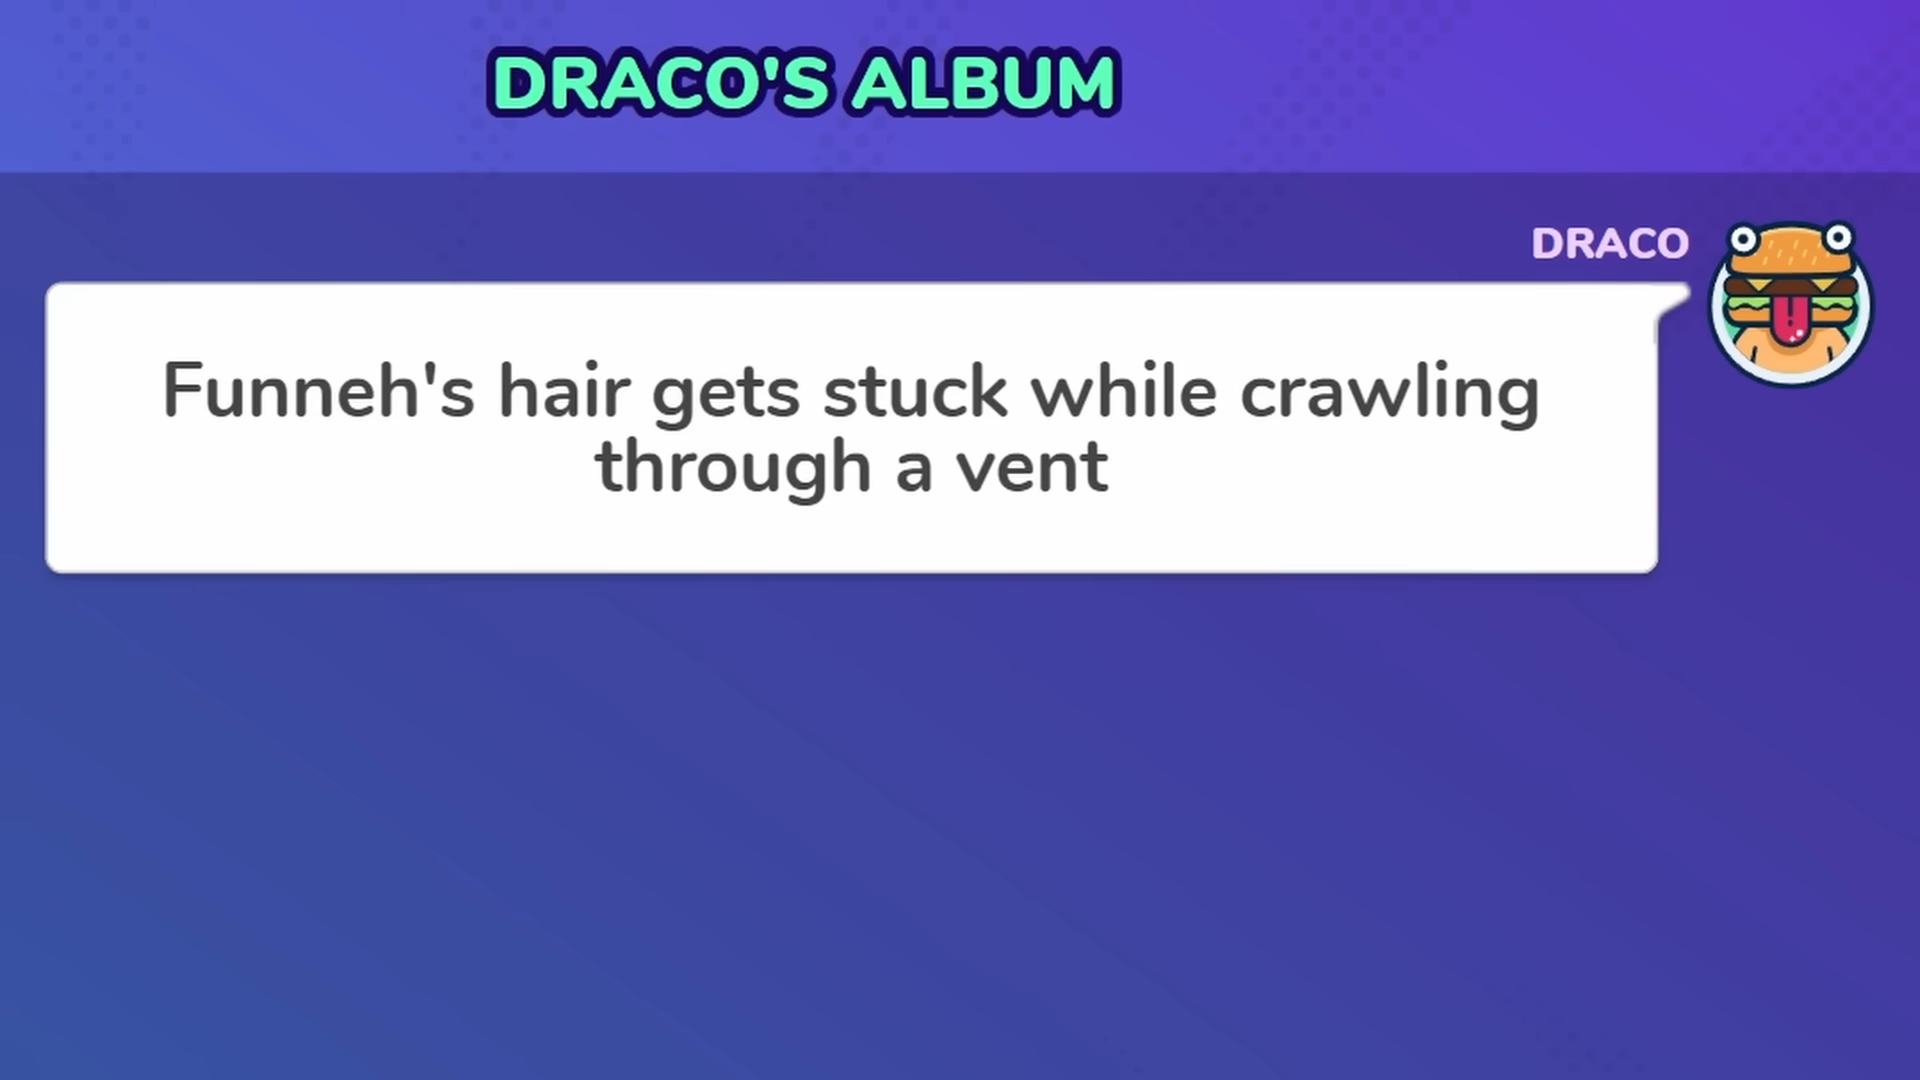 DRACO'S ALBUM
DRACO
Funneh's hair gets stuck while crawling
through a vent